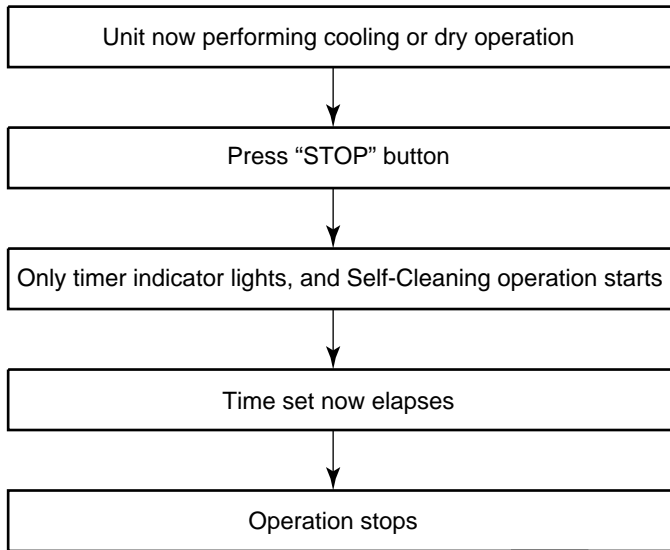 Unit now performing cooling or dry operation
Press “STOP” button
Only timer indicator lights, and Self-Cleaning operation starts
Time set now elapses
Operation stops